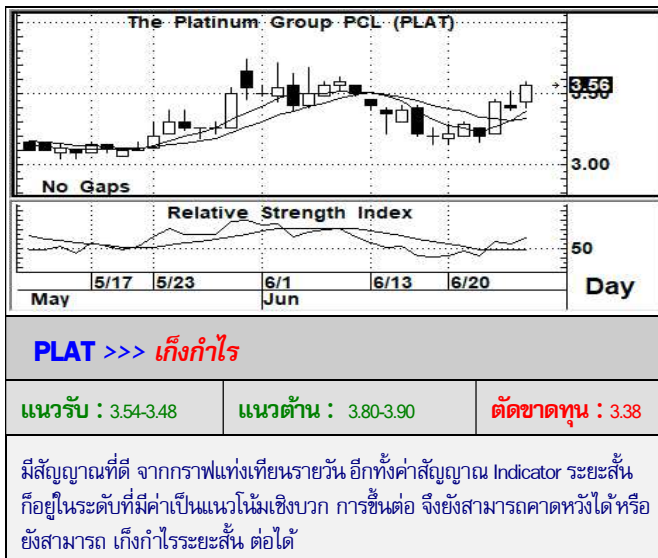 The Platinum Group PCL (PLAT)
3.56
3.50
3.00
No Gaps
Relative Strength Index
50
5/17 5/23 6/1 6/13 6/20
May Jun
Day
PLAT >>> เก็งกำไร
แนวรับ : 3.54-3.48 แนวต้าน : 3.80-3.90 ตัดขาดทุน : 3.38
มีสัญญาณที่ดี จากกราฟแท่งเทียนรายวัน อีกทั้งค่าสัญญาณ Indicator ระยะสั้น
ก็อยู่ในระดับที่มีค่าเป็นแนวโน้มเชิงบวก การขึ้นต่อ จึงยังสามารถคาดหวังได้ หรือ
ยังสามารถ เก็งกำไรระยะสั้น ต่อได้